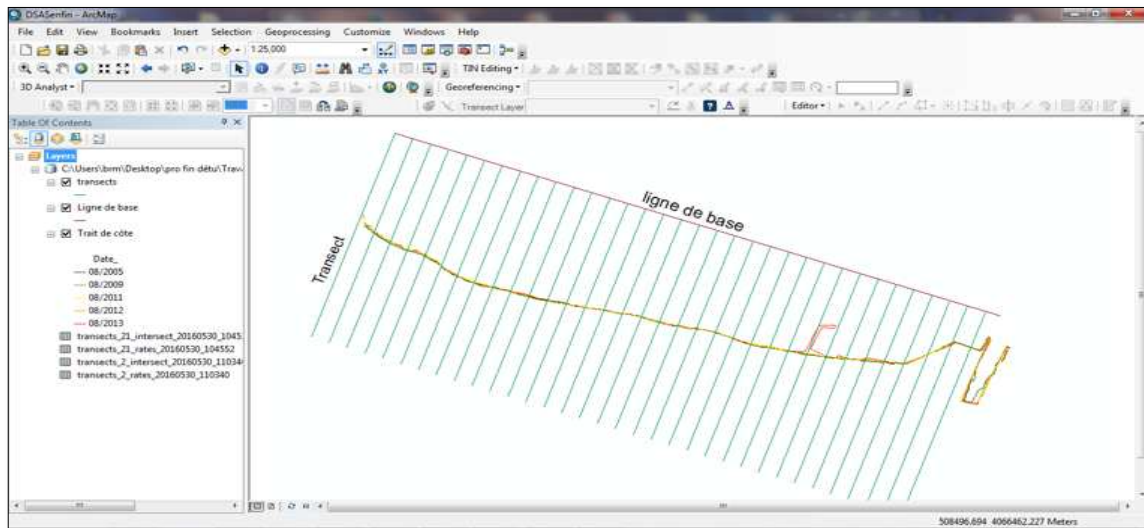 DSASenfin - ArcMap
File Edit View Bookmarks Insert Selection Geoprocessing Customize Windows Help
1:25,000
TIN Editing
3D Analyst
Georeferencing
Transect Layer
Editor
Table Of Contents
Layers
C:\Users\brm\Desktop\pro fin détu\Trav
transects
Ligne de base
Trait de côte
Date_
08/2005
08/2009
08/2011
08/2012
08/2013
transects_21_intersect_20160530_1045
transects_21_rates_20160530_104552
transects_2_intersect_20160530_11034
transects_2_rates_20160530_110340
ligne de base
Transect
508496.694 4066462.227 Meters